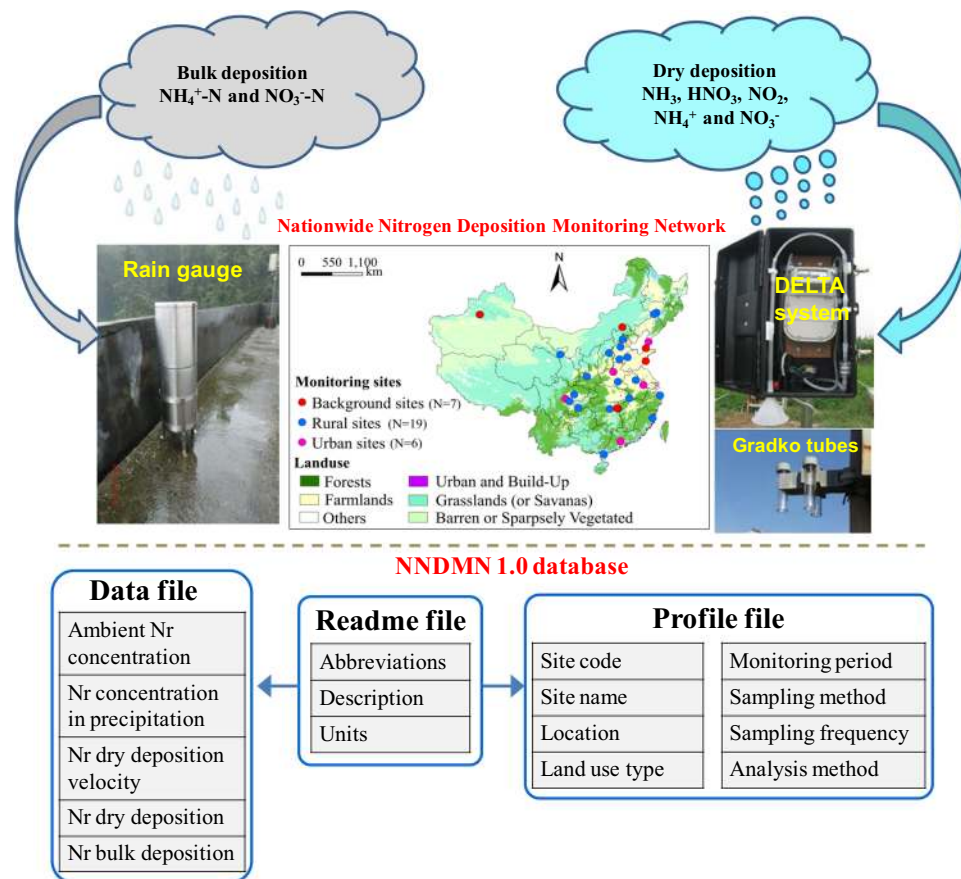 Bulk deposition
NH₄⁺-N and NO₃⁻-N
Dry deposition
NH₃, HNO₃, NO₂,
NH₄⁺ and NO₃⁻
Nationwide Nitrogen Deposition Monitoring Network
Rain gauge
0 550 1,100
km
N
Monitoring sites
Background sites (N=7)
Rural sites (N=19)
Urban sites (N=6)
Landuse
Forests
Urban and Build-Up
Farmlands
Grasslands (or Savanas)
Others
Barren or Sparpsely Vegetated
DELTA
system
Gradko tubes
NNDMN 1.0 database
Data file
Ambient Nr
concentration
Nr concentration
in precipitation
Nr dry deposition
velocity
Nr dry deposition
Nr bulk deposition
Readme file
Abbreviations
Description
Units
Profile file
Site code
Site name
Location
Land use type
Monitoring period
Sampling method
Sampling frequency
Analysis method